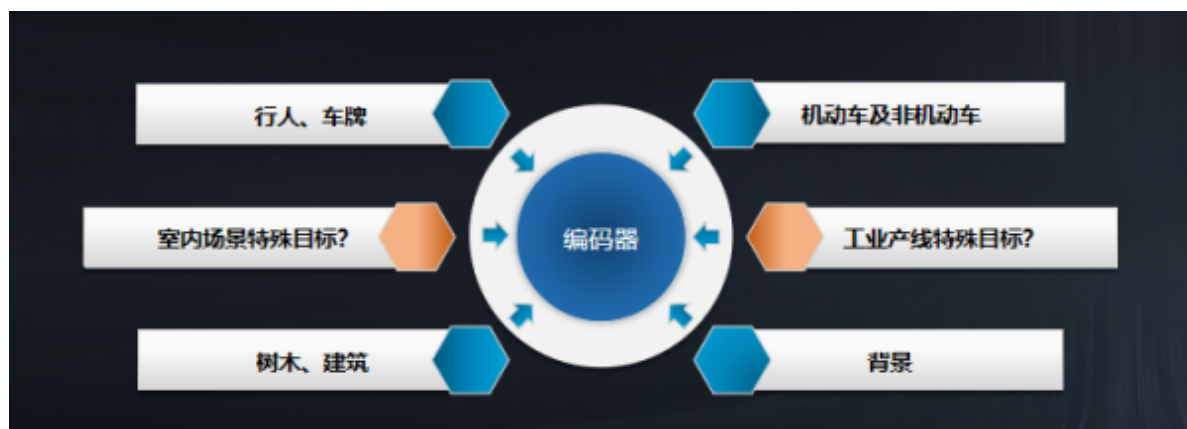 行人、车牌
机动车及非机动车
室内场景特殊目标?
编码器
工业产线特殊目标?
树木、建筑
背景